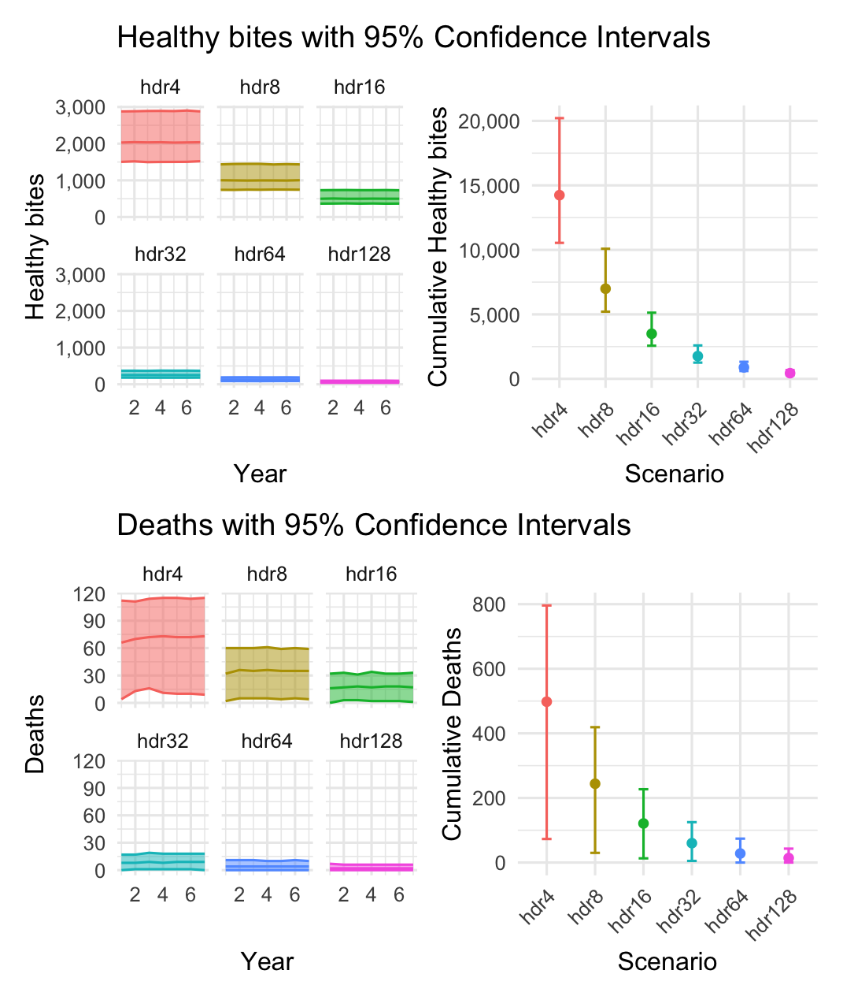 Healthy bites with 95% Confidence Intervals
hdr4 hdr8 hdr16
3,000
2,000
1,000
0
hdr32 hdr64 hdr128
3,000
2,000
1,000
0
2 4 6 2 4 6 2 4 6
Healthy bites
Year
20,000
15,000
10,000
5,000
0
Cumulative Healthy bites
hdr4 hdr8 hdr16 hdr32 hdr64 hdr128
Scenario
Deaths with 95% Confidence Intervals
hdr4 hdr8 hdr16
120
90
60
30
0
hdr32 hdr64 hdr128
120
90
60
30
0
2 4 6 2 4 6 2 4 6
Deaths
Year
800
600
400
200
0
Cumulative Deaths
hdr4 hdr8 hdr16 hdr32 hdr64 hdr128
Scenario